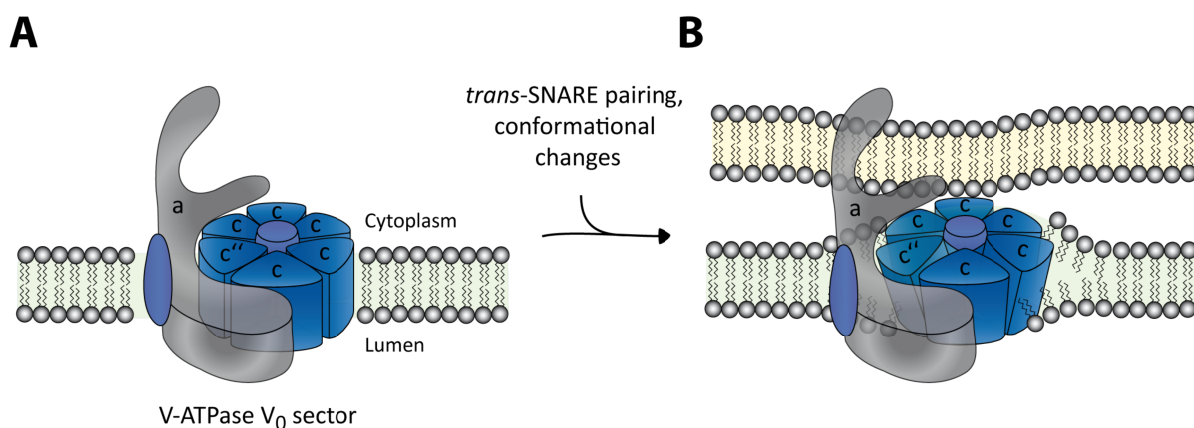 A
B
trans-SNARE pairing,
conformational
changes
a
c
c
c
c
c“
c
Cytoplasm
Lumen
V-ATPase V₀ sector
a
c
c
c
c
c“
c